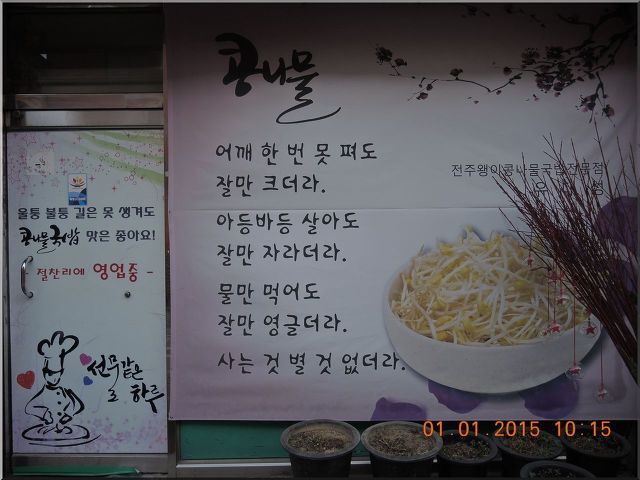 콩나물
어깨 한 번 못 펴도
잘만 크더라.
아등바등 살아도
잘만 자라더라.
물만 먹어도
잘만 영글더라.
사는 것 별 것 없더라.
전주왕이콩나물국밥전문점
올퉁 불퉁 길은 못 생겨도
콩나물국밥 맛은 좋아요!
절찬리에 영업중 -
선물같은
하루
01.01.2015 10:15